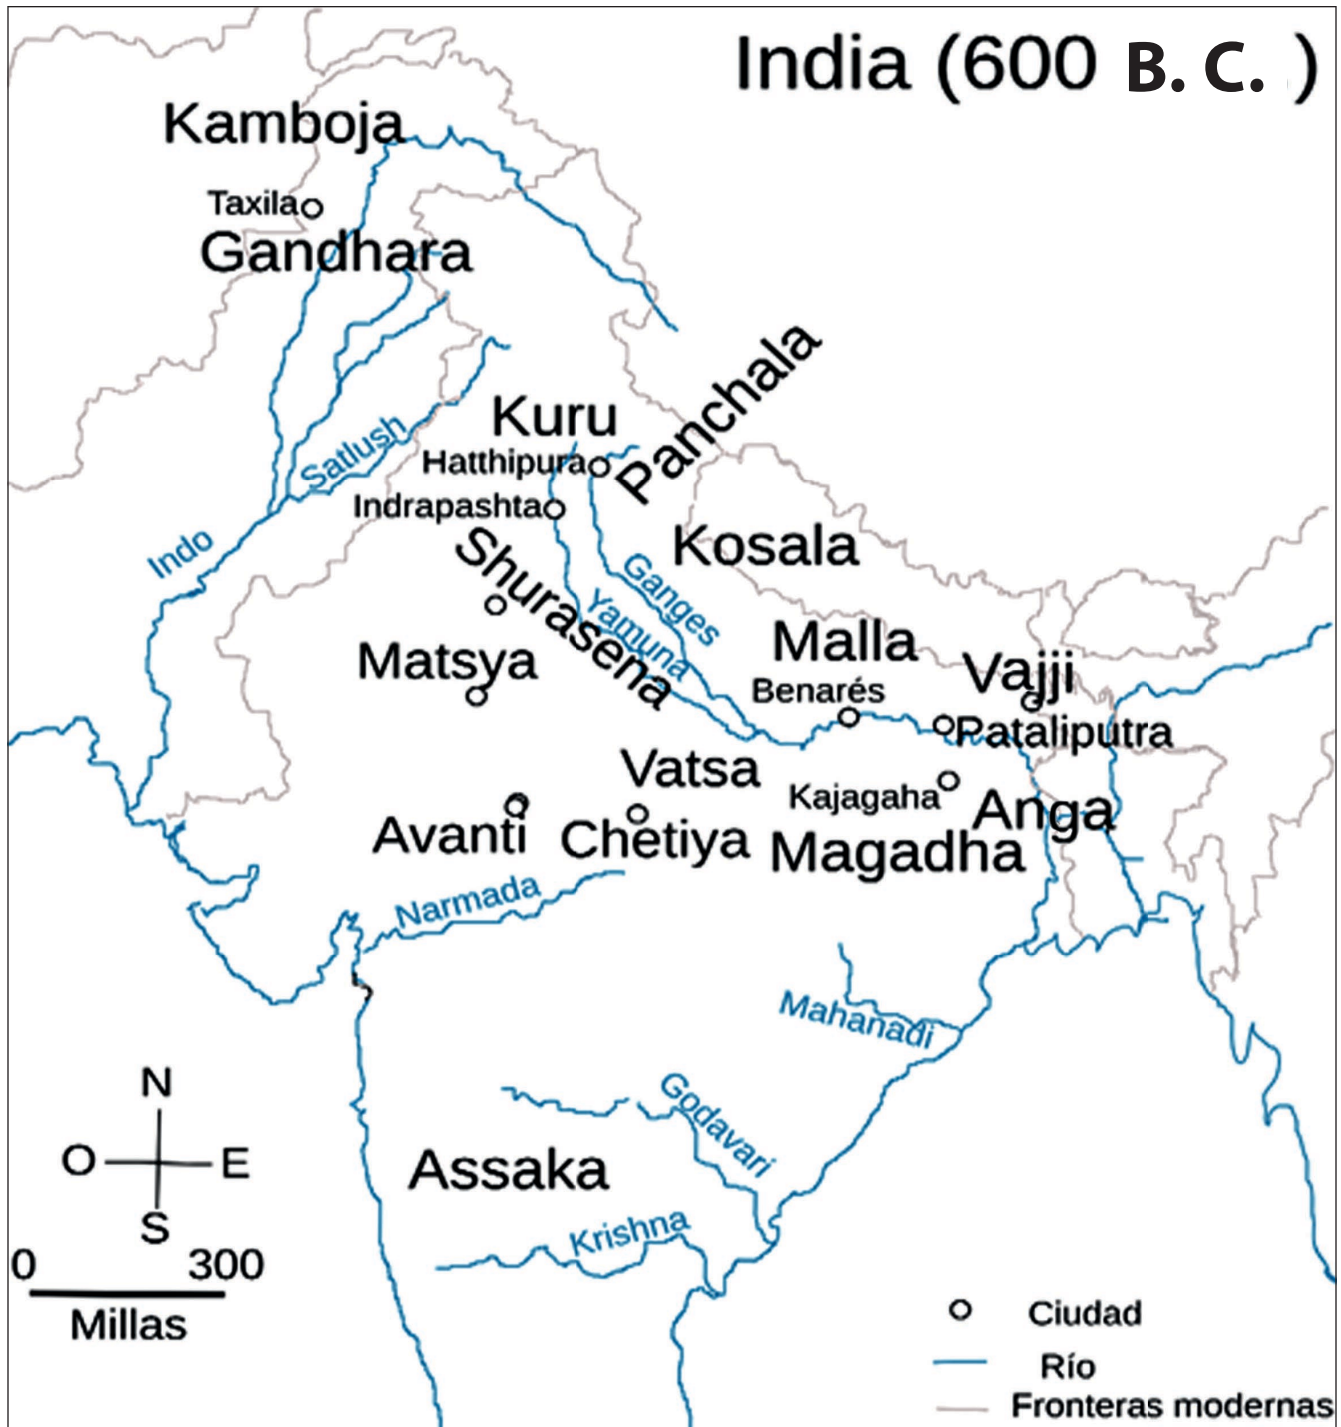 India (600 B. C. )
Kamboja
Taxila
Gandhara
Panchala
Kuru
Satlush
Hatthipura
Indrapashta
Indo
Shurasena
Kosala
Ganges
Yamuna
Malla
Matsya
Vajji
Benarés
Pataliputra
Vatsa
Kajagaha
Anga
Avanti
Chetiya
Magadha
Narmada
Mahanadi
N
O
E
S
Godavari
Assaka
Krishna
0 300
Millas
Ciudad
Río
Fronteras modernas